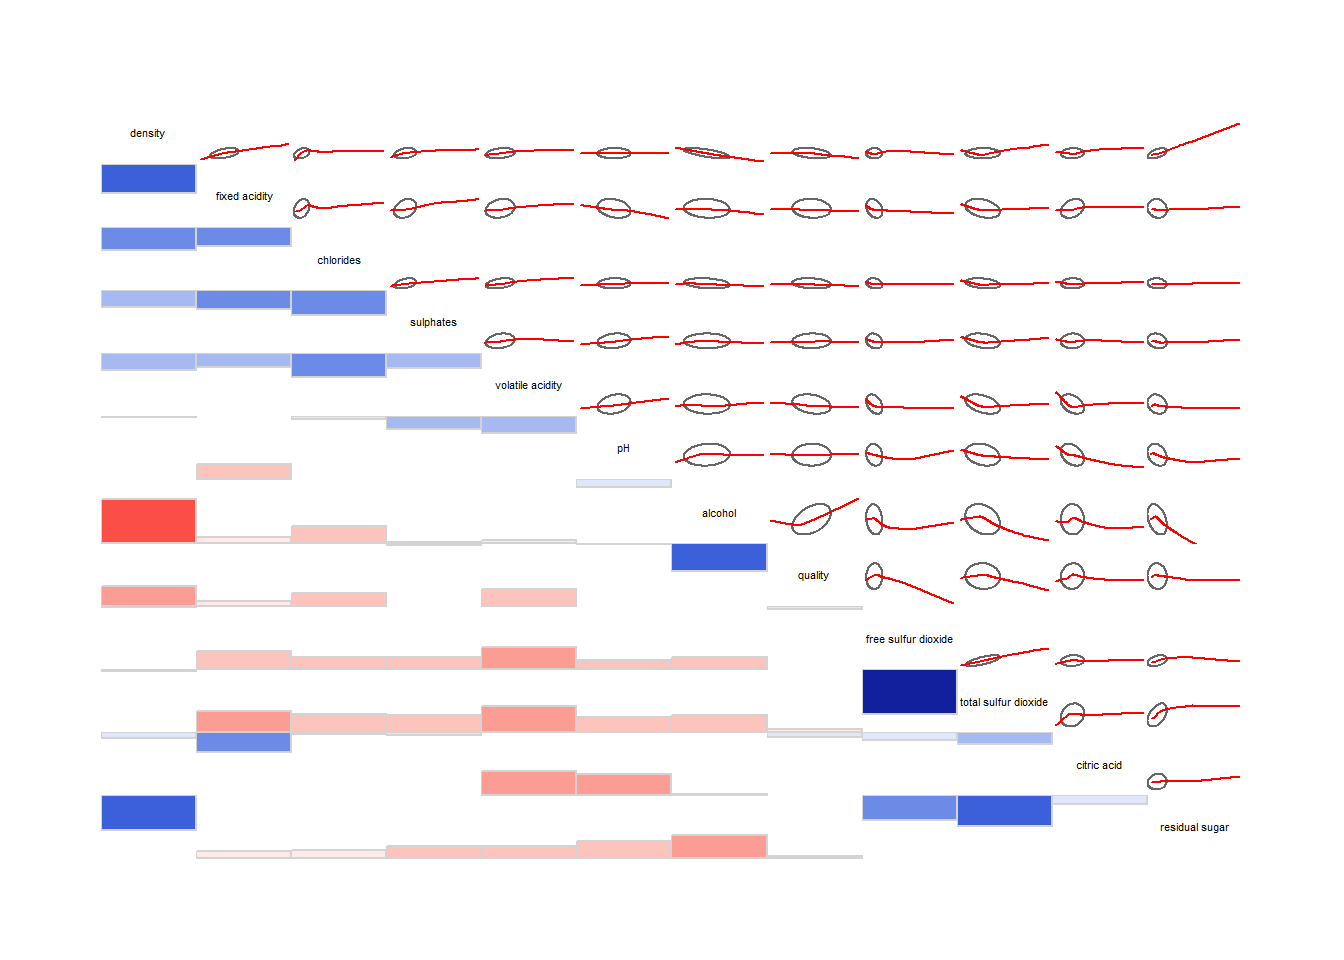 density
fixed acidity
chlorides
sulphates
volatile acidity
pH
alcohol
quality
free sulfur dioxide
total sulfur dioxide
citric acid
residual sugar